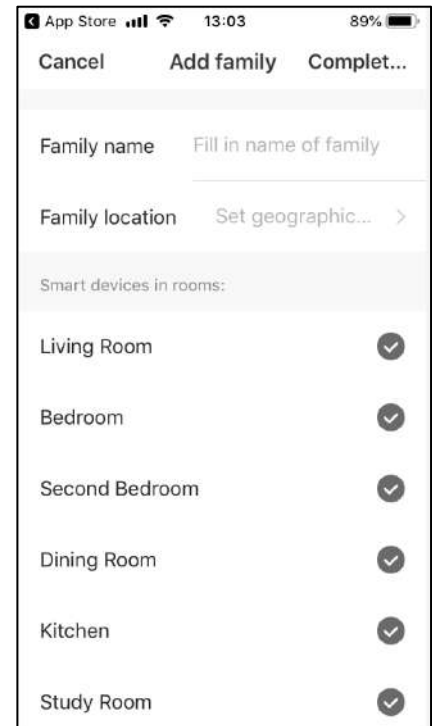 App Store 13:03 89%
Cancel Add family Complet...
Family name Fill in name of family
Family location Set geographic... >
Smart devices in rooms:
Living Room
Bedroom
Second Bedroom
Dining Room
Kitchen
Study Room